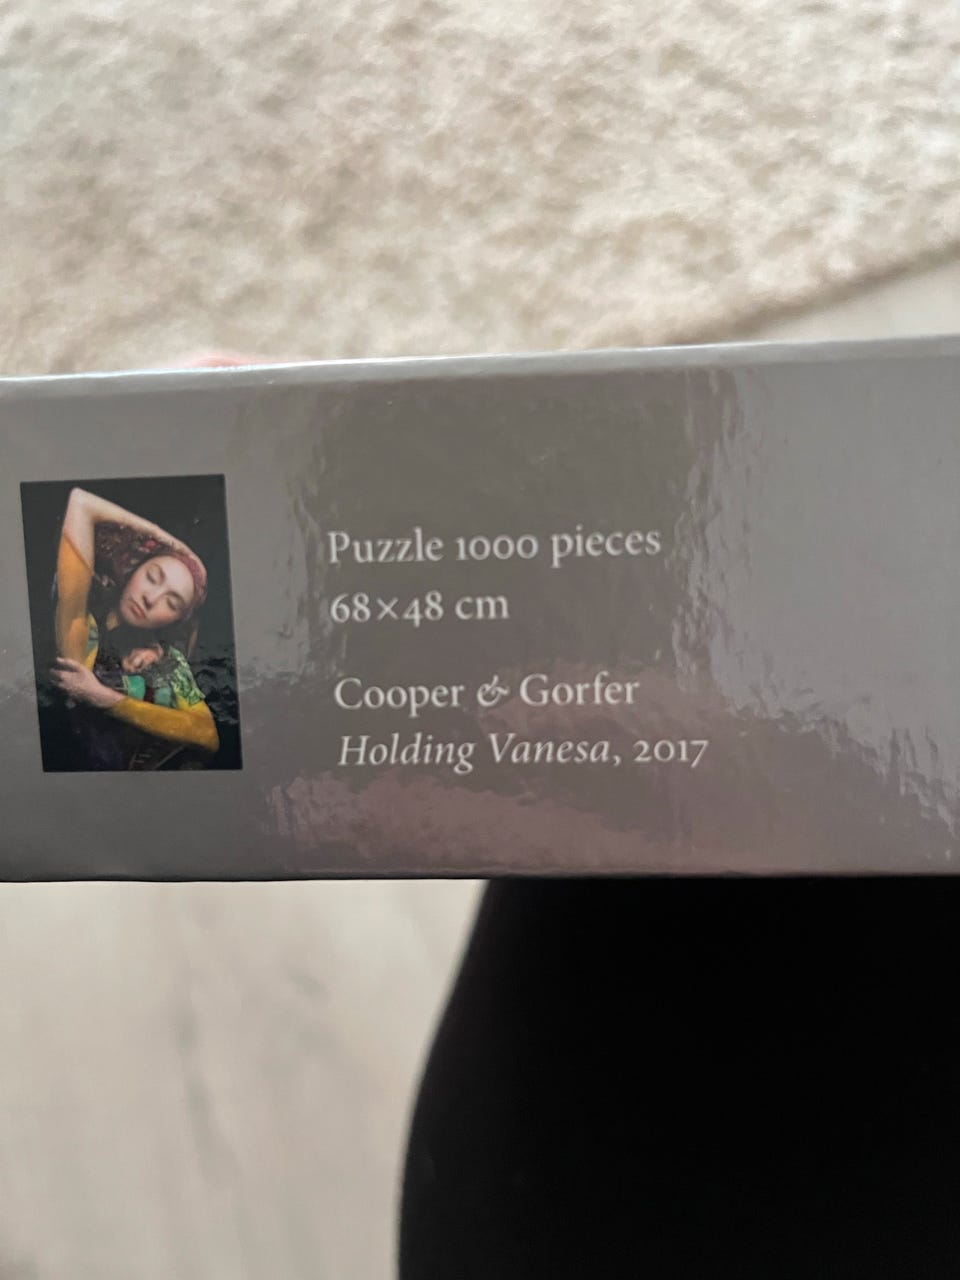 Puzzle 1000 pieces
68×48 cm
Cooper & Gorfer
Holding Vanesa, 2017